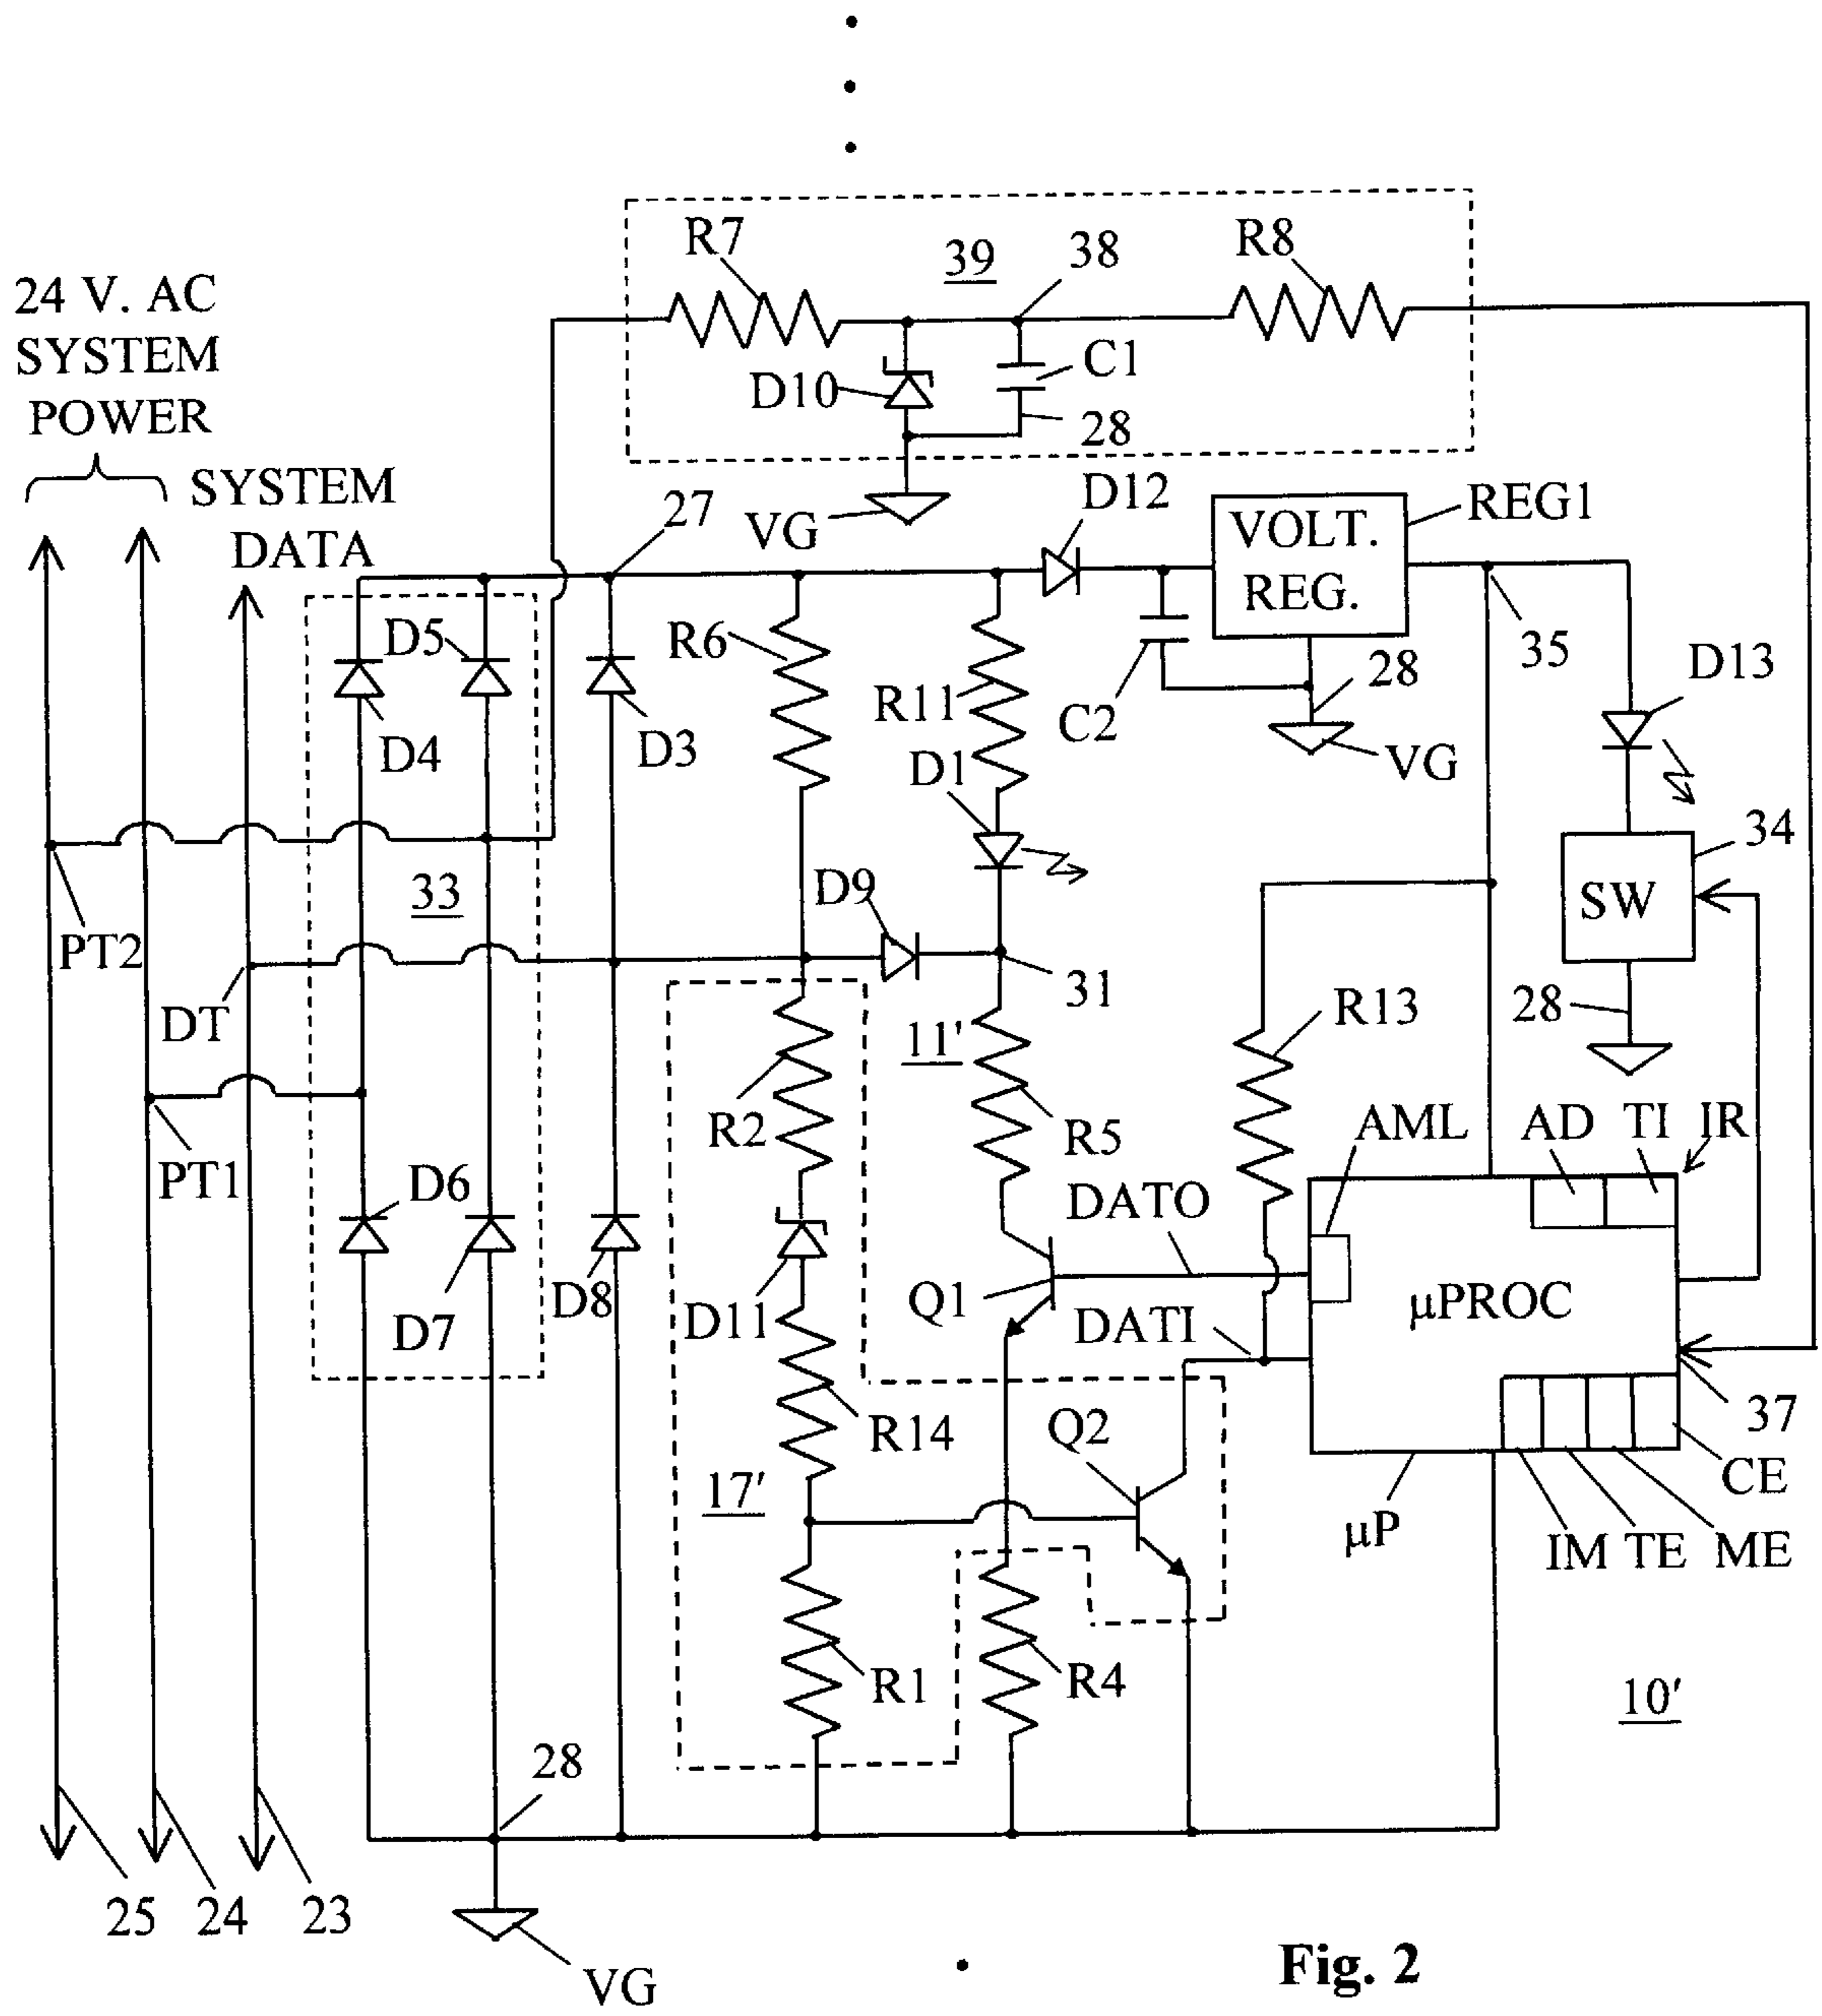 R7
39
38
R8
24 V. AC
SYSTEM
POWER
C1
D10
28
SYSTEM
DATA
27
VG
D12
VOLT.
REG.
REG1
D5
R6
R11
C2
28
35
D13
D4
D3
D1
VG
34
33
D9
SW
PT2
31
28
DT
11'
R13
R2
R5
AML
AD
TI
IR
PT1
D6
DATO
D8
D11
Q1
µPROC
D7
DATI
37
R14
Q2
17'
CE
µP
IM
TE
ME
R1
R4
10'
28
25
24
23
VG
Fig. 2